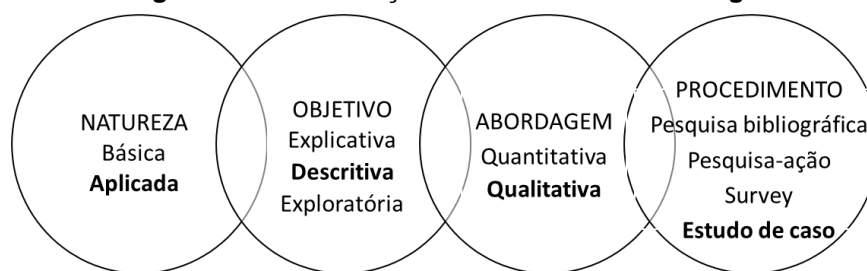 NATUREZA
Básica
Aplicada
OBJETIVO
Explicativa
Descritiva
Exploratória
ABORDAGEM
Quantitativa
Qualitativa
PROCEDIMENTO
Pesquisa bibliográfica
Pesquisa-ação
Survey
Estudo de caso